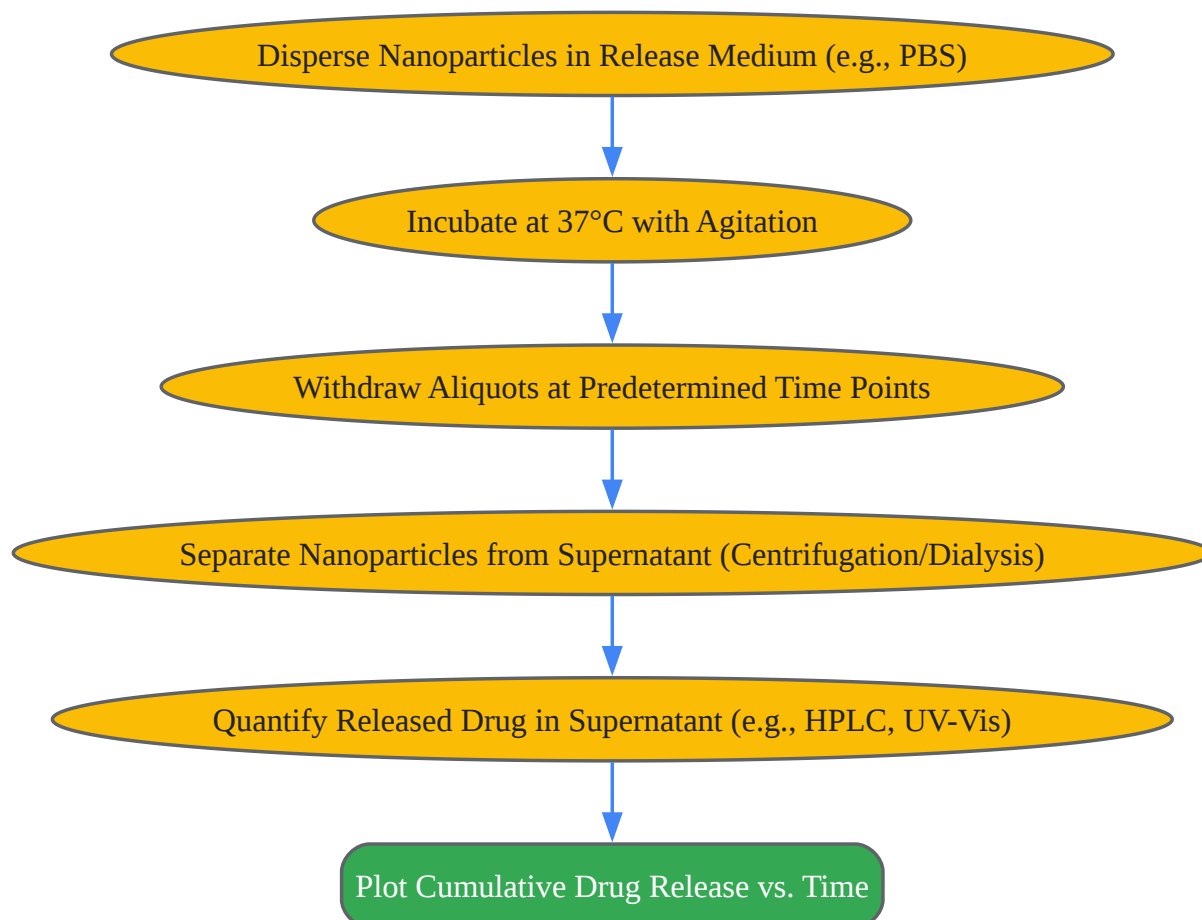 Disperse Nanoparticles in Release Medium (e.g., PBS)
Incubate at 37°C with Agitation
Withdraw Aliquots at Predetermined Time Points
Separate Nanoparticles from Supernatant (Centrifugation/Dialysis)
Quantify Released Drug in Supernatant (e.g., HPLC, UV-Vis)
Plot Cumulative Drug Release vs. Time